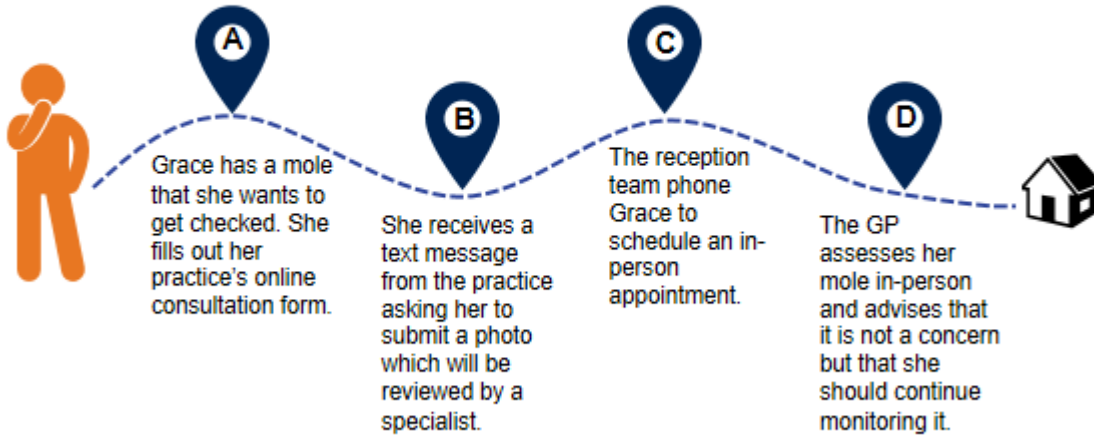 A
Grace has a mole
that she wants to
get checked. She
fills out her
practice's online
consultation form.
B
She receives a
text message
from the practice
asking her to
submit a photo
which will be
reviewed by a
specialist.
C
The reception
team phone
Grace to
schedule an in-
person
appointment.
D
The GP
assesses her
mole in-person
and advises that
it is not a concern
but that she
should continue
monitoring it.